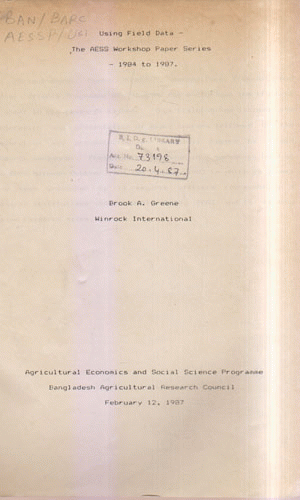 BAN/BARC
AESSP/Gel
Using Field Data -
The AESS Workshop Paper Series
- 1984 to 1987.
B. I. D. S. LIBRARY
Acc. No. 73198
Date 20.4.87
Brook A. Greene
Winrock International
Agricultural Economics and Social Science Programme
Bangladesh Agricultural Research Council
February 12, 1987